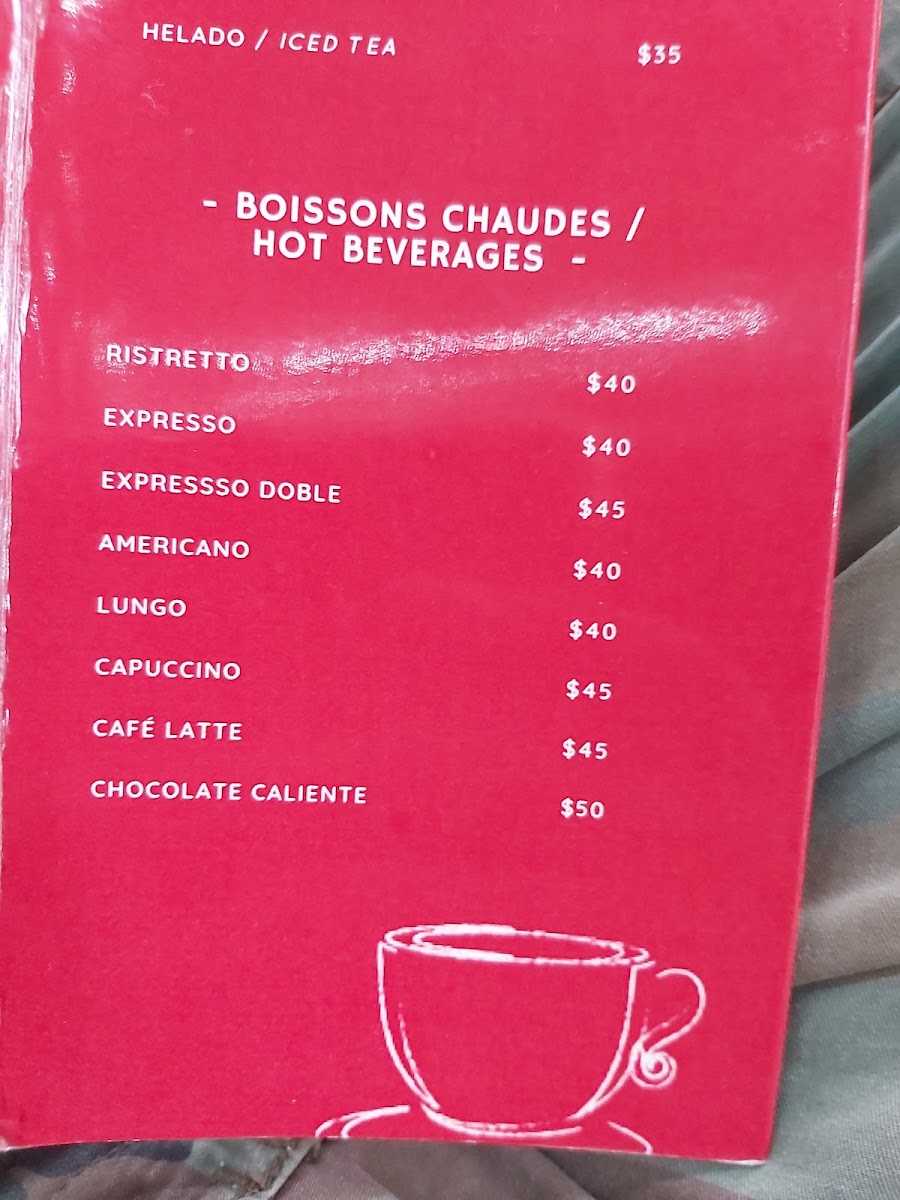 HELADO / ICED TEA $35
- BOISSONS CHAUDES /
HOT BEVERAGES -
RISTRETTO $40
EXPRESSO $40
EXPRESSSO DOBLE $45
AMERICANO $40
LUNGO $40
CAPUCCINO $45
CAFÉ LATTE $45
CHOCOLATE CALIENTE $50